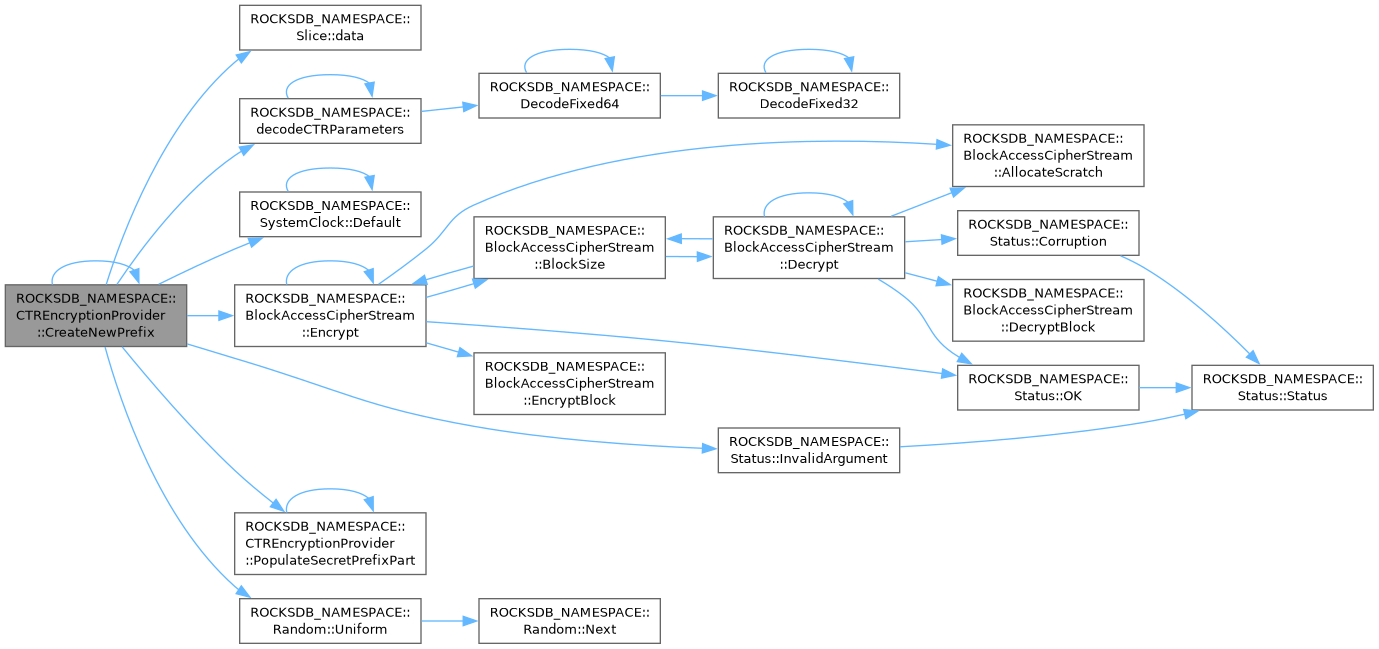 ROCKSDB_NAMESPACE::
Slice::data
ROCKSDB_NAMESPACE::
decodeCTRParameters
ROCKSDB_NAMESPACE::
DecodeFixed64
ROCKSDB_NAMESPACE::
DecodeFixed32
ROCKSDB_NAMESPACE::
SystemClock::Default
ROCKSDB_NAMESPACE::
BlockAccessCipherStream
::AllocateScratch
ROCKSDB_NAMESPACE::
BlockAccessCipherStream
::BlockSize
ROCKSDB_NAMESPACE::
BlockAccessCipherStream
::Decrypt
ROCKSDB_NAMESPACE::
Status::Corruption
ROCKSDB_NAMESPACE::
CTREncryptionProvider
::CreateNewPrefix
ROCKSDB_NAMESPACE::
BlockAccessCipherStream
::Encrypt
ROCKSDB_NAMESPACE::
BlockAccessCipherStream
::DecryptBlock
ROCKSDB_NAMESPACE::
BlockAccessCipherStream
::EncryptBlock
ROCKSDB_NAMESPACE::
Status::OK
ROCKSDB_NAMESPACE::
Status::Status
ROCKSDB_NAMESPACE::
Status::InvalidArgument
ROCKSDB_NAMESPACE::
CTREncryptionProvider
::PopulateSecretPrefixPart
ROCKSDB_NAMESPACE::
Random::Uniform
ROCKSDB_NAMESPACE::
Random::Next